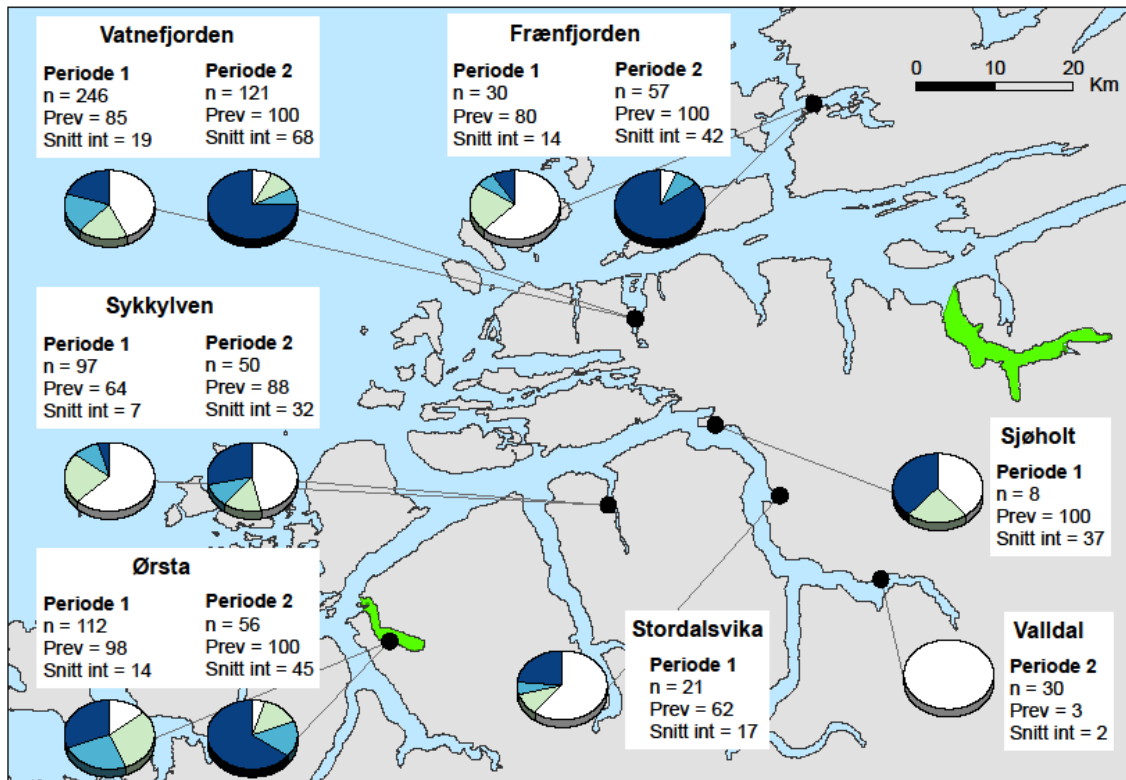 Vatnefjorden
Periode 1 Periode 2
n = 246 n = 121
Prev = 85 Prev = 100
Snitt int = 19 Snitt int = 68
Frænfjorden
Periode 1 Periode 2
n = 30 n = 57
Prev = 80 Prev = 100
Snitt int = 14 Snitt int = 42
0 10 20
Km
Sykkylven
Periode 1 Periode 2
n = 97 n = 50
Prev = 64 Prev = 88
Snitt int = 7 Snitt int = 32
Sjøholt
Periode 1
n = 8
Prev = 100
Snitt int = 37
Ørsta
Periode 1 Periode 2
n = 112 n = 56
Prev = 98 Prev = 100
Snitt int = 14 Snitt int = 45
Stordalsvika
Periode 1
n = 21
Prev = 62
Snitt int = 17
Valldal
Periode 2
n = 30
Prev = 3
Snitt int = 2